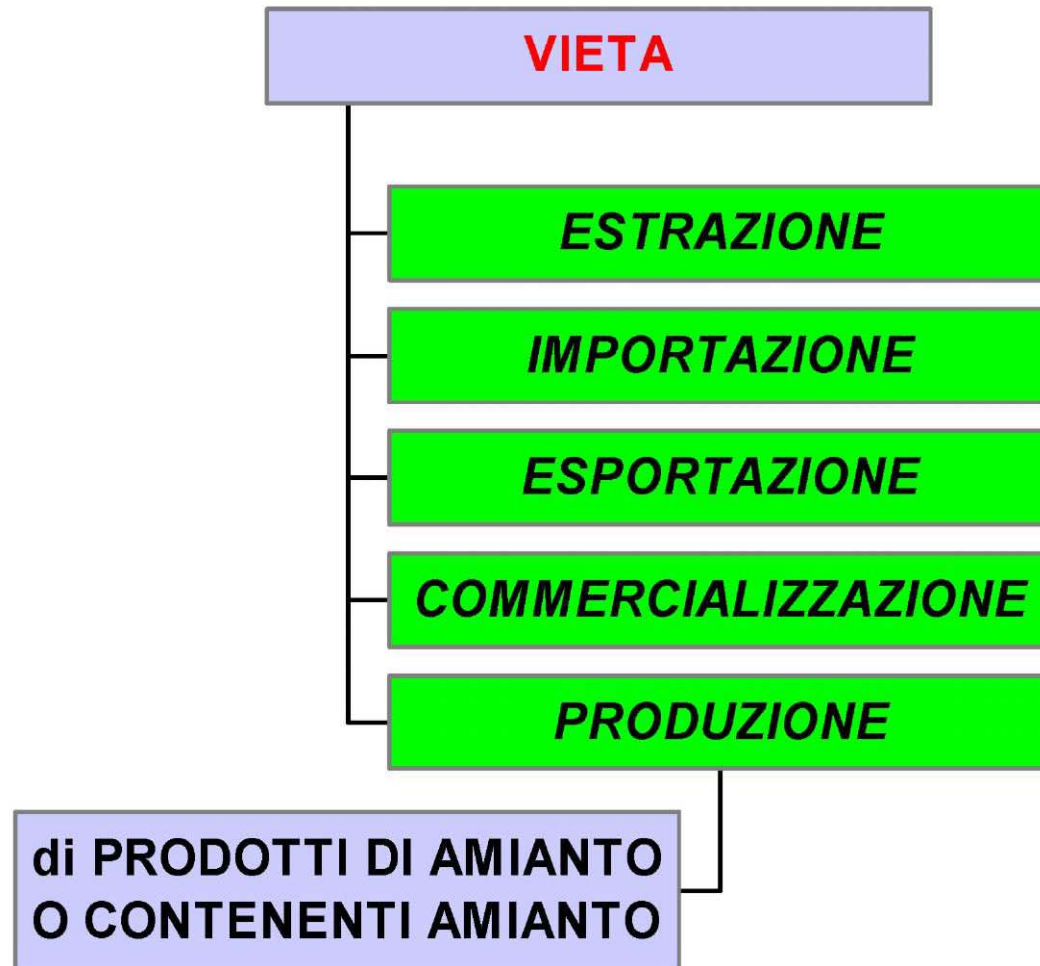 VIETA
ESTRAZIONE
IMPORTAZIONE
ESPORTAZIONE
COMMERCIALIZZAZIONE
PRODUZIONE
di PRODOTTI DI AMIANTO
O CONTENENTI AMIANTO